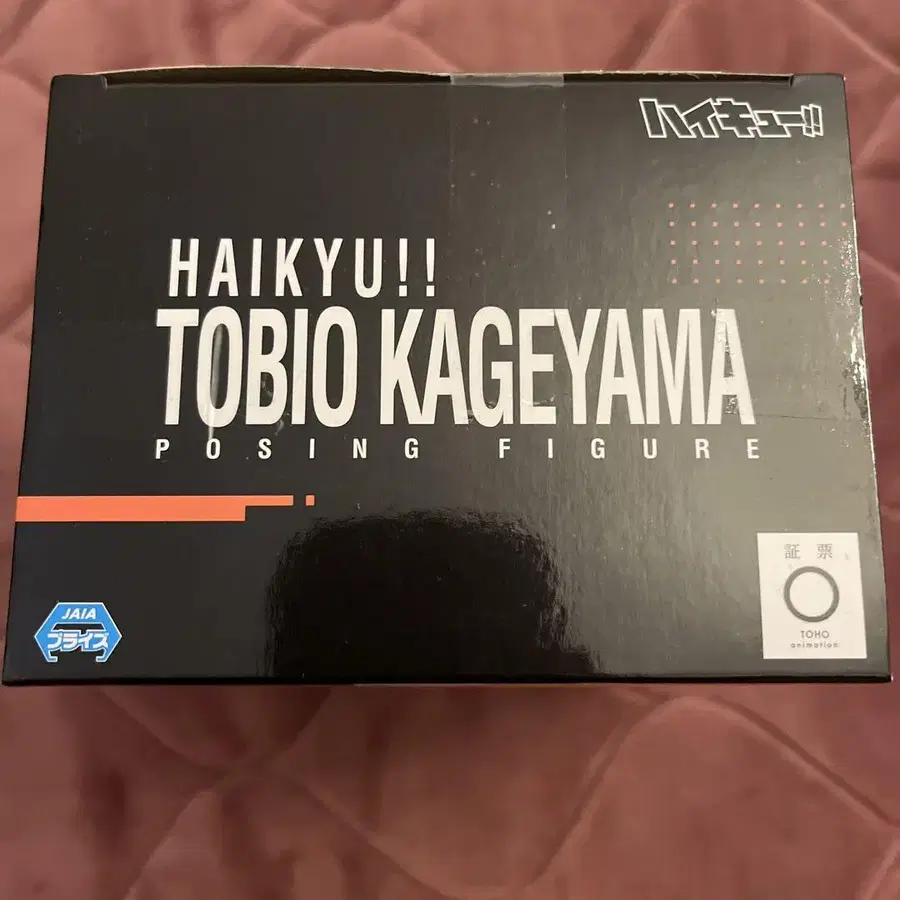 ハイキュー!!
HAIKYU!!
TOBIO KAGEYAMA
POSING FIGURE
JAIA
プライズ
証票
TOHO
animation